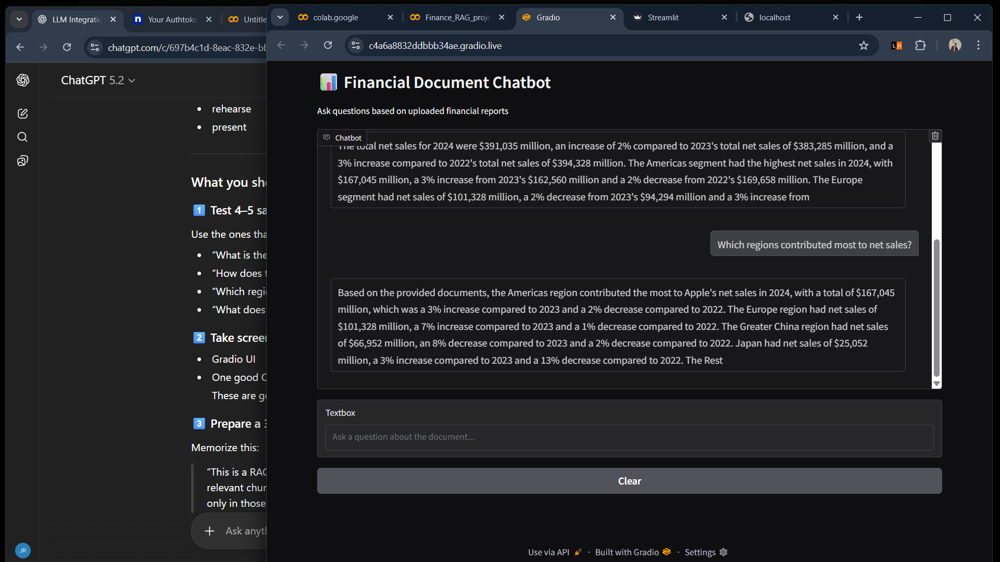 LLM Integratio
Your Authtoke
Untitle
chatgpt.com/c/697b4c1d-8eac-832e-bb
ChatGPT 5.2
rehearse
present
What you sh
1 Test 4–5 sa
Use the ones tha
“What is the
“How does t
“Which regi
“What does
2 Take scree
Gradio UI
One good C
These are go
3 Prepare a 3
Memorize this:
“This is a RAG
relevant chun
only in those
Ask anyt
JR
colab.google
Finance_RAG_proje
Gradio
Streamlit
localhost
c4a6a8832ddbbb34ae.gradio.live
LH
Financial Document Chatbot
Ask questions based on uploaded financial reports
Chatbot
The total net sales for 2024 were $391,035 million, an increase of 2% compared to 2023's total net sales of $383,285 million, and a
3% increase compared to 2022's total net sales of $394,328 million. The Americas segment had the highest net sales in 2024, with
$167,045 million, a 3% increase from 2023's $162,560 million and a 2% decrease from 2022's $169,658 million. The Europe
segment had net sales of $101,328 million, a 2% decrease from 2023's $94,294 million and a 3% increase from
Which regions contributed most to net sales?
Based on the provided documents, the Americas region contributed the most to Apple's net sales in 2024, with a total of $167,045
million, which was a 3% increase compared to 2023 and a 2% decrease compared to 2022. The Europe region had net sales of
$101,328 million, a 7% increase compared to 2023 and a 1% decrease compared to 2022. The Greater China region had net sales
of $66,952 million, an 8% decrease compared to 2023 and a 2% decrease compared to 2022. Japan had net sales of $25,052
million, a 3% increase compared to 2023 and a 13% decrease compared to 2022. The Rest
Textbox
Ask a question about the document...
Clear
Use via API · Built with Gradio · Settings